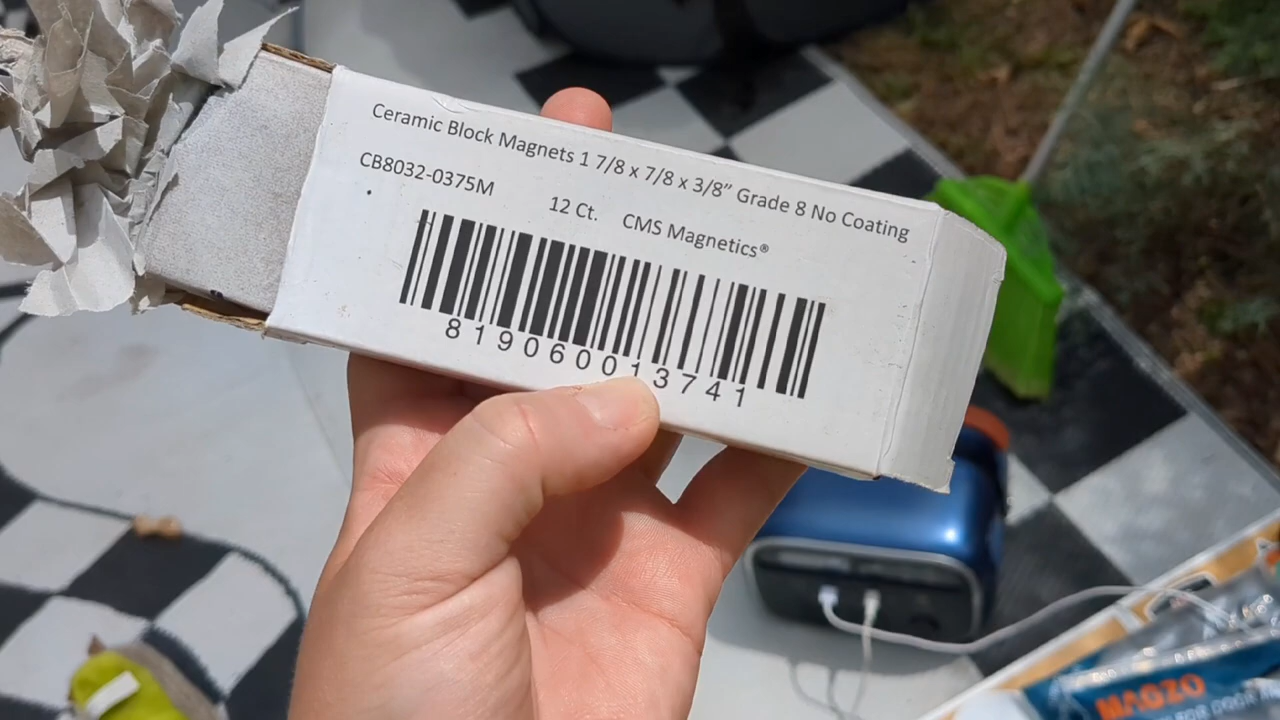 Ceramic Block Magnets 1 7/8 x 7/8 x 3/8” Grade 8 No Coating
CB8032-0375M 12 Ct. CMS Magnetics®
819060013741
MAGZO